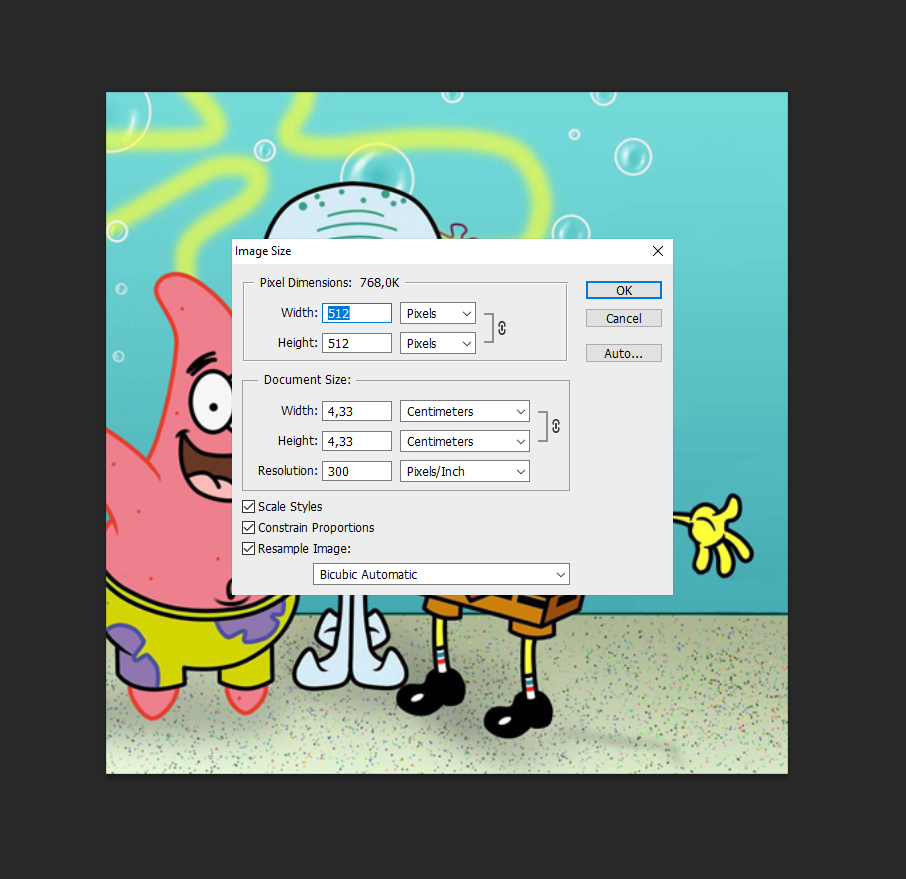 Image Size
Pixel Dimensions: 768,0K
Width: 512 Pixels
Height: 512 Pixels
OK
Cancel
Auto...
Document Size:
Width: 4,33 Centimeters
Height: 4,33 Centimeters
Resolution: 300 Pixels/Inch
Scale Styles
Constrain Proportions
Resample Image:
Bicubic Automatic